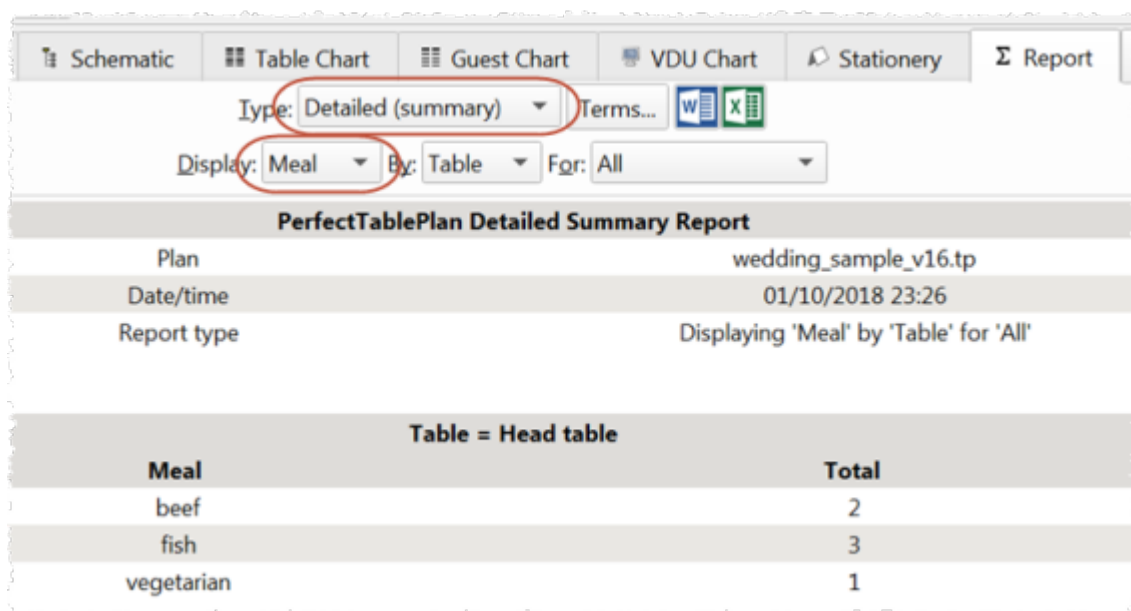 Schematic Table Chart Guest Chart VDU Chart Stationery Σ Report
Type: Detailed (summary) Terms... W X
Display: Meal By: Table For: All
PerfectTablePlan Detailed Summary Report
Plan wedding_sample_v16.tp
Date/time 01/10/2018 23:26
Report type Displaying 'Meal' by 'Table' for 'All'
Table = Head table
Meal Total
beef 2
fish 3
vegetarian 1